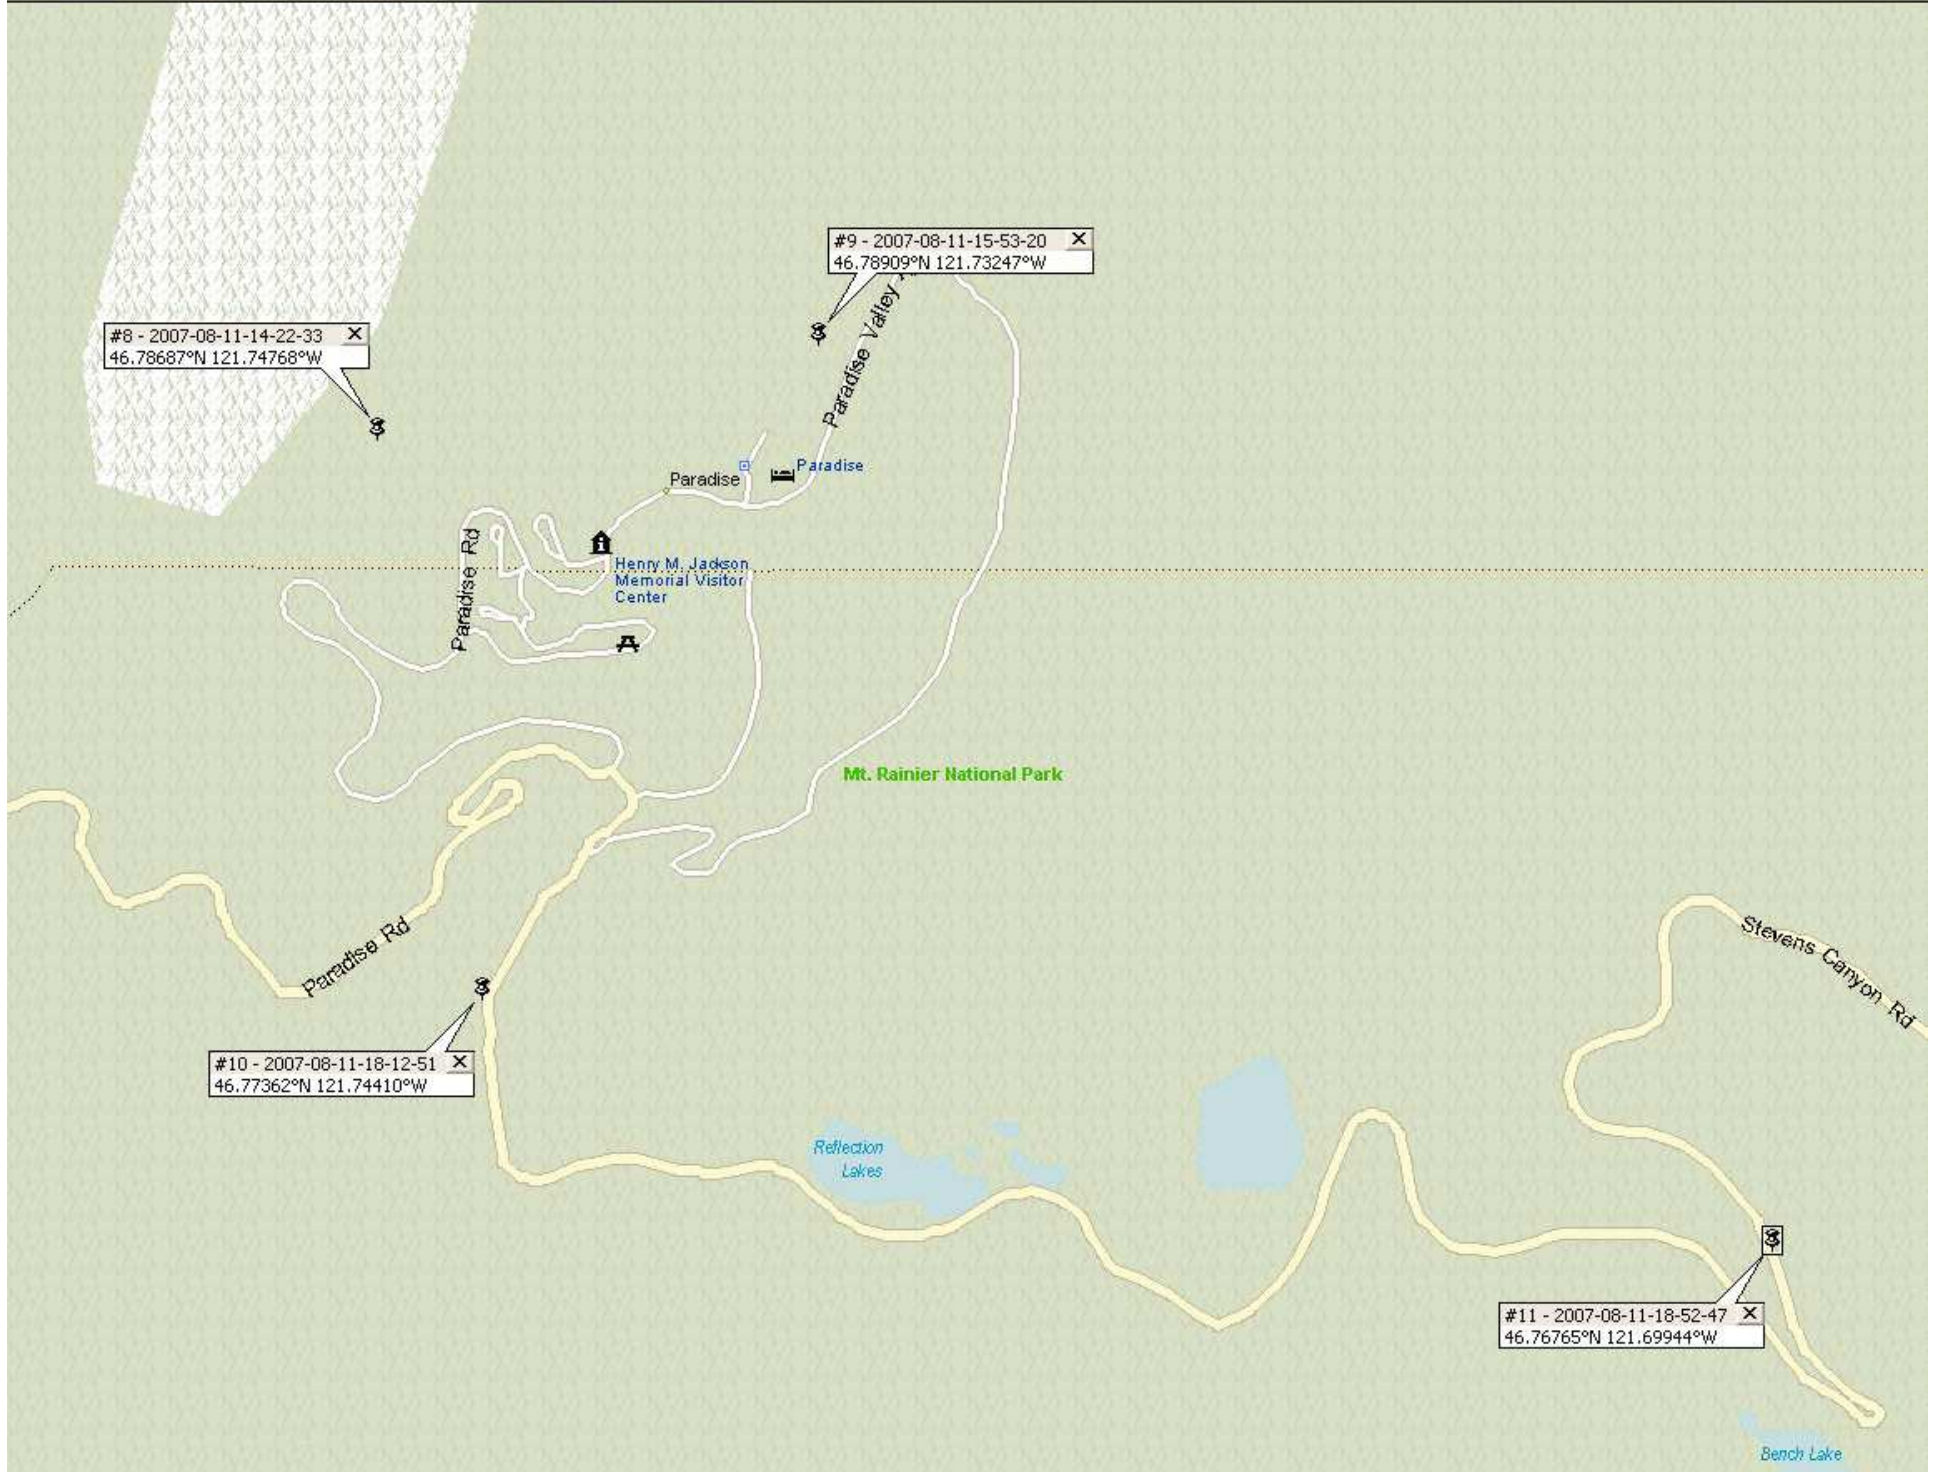 #9 - 2007-08-11-15-53-20
46.78909°N 121.73247°W
#8 - 2007-08-11-14-22-33
46.78687°N 121.74768°W
Paradise Valley
Paradise
Paradise
Paradise Rd
Henry M. Jackson
Memorial Visitor
Center
Mt. Rainier National Park
Paradise Rd
Stevens Canyon Rd
#10 - 2007-08-11-18-12-51
46.77362°N 121.74410°W
Reflection
Lakes
#11 - 2007-08-11-18-52-47
46.76765°N 121.69944°W
Bench Lake